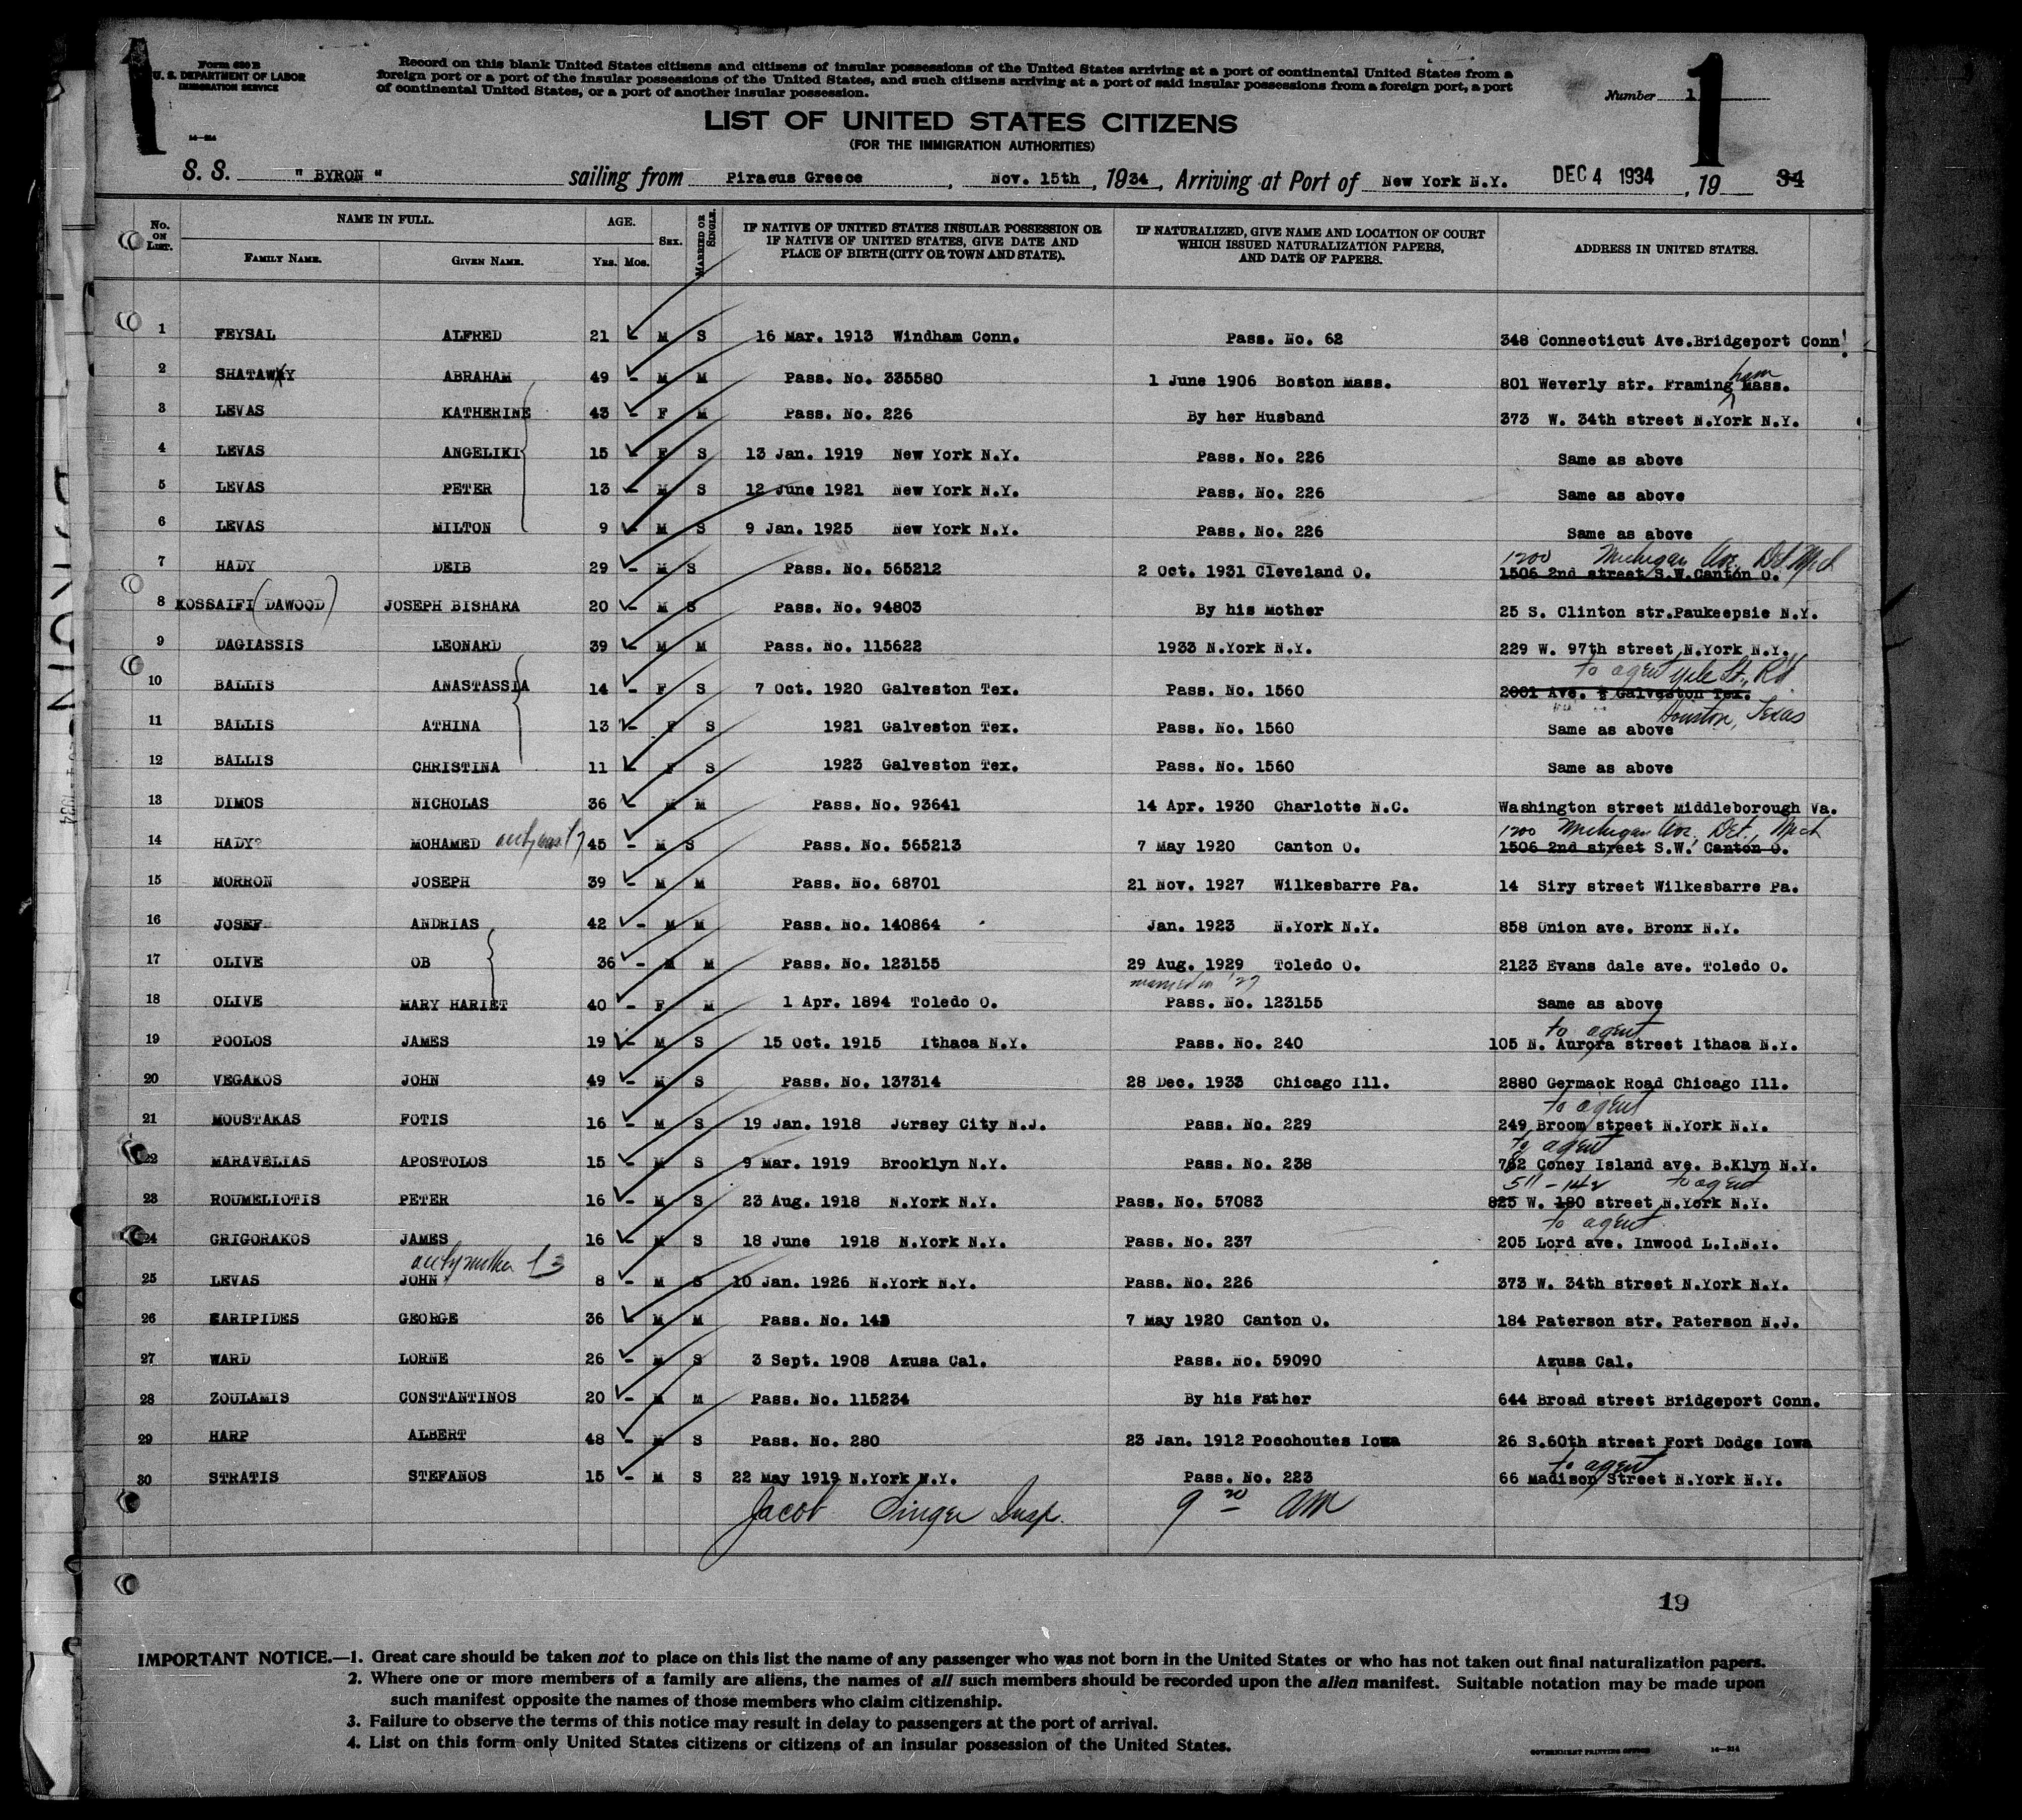 Form 630 B
U. S. DEPARTMENT OF LABOR
IMMIGRATION SERVICE
Record on this blank United States citizens and citizens of insular possessions of the United States arriving at a port of continental United States from a
foreign port or a port of the insular possessions of the United States, and such citizens arriving at a port of said insular possessions from a foreign port, a port
of continental United States, or a port of another insular possession.
Number 1
1
LIST OF UNITED STATES CITIZENS
(FOR THE IMMIGRATION AUTHORITIES)
S. S. " BYRON " sailing from Piraeus Greece , Nov. 15th , 1934 , Arriving at Port of New York N.Y. DEC 4 1934 , 19 34
No. ON LIST. NAME IN FULL. FAMILY NAME. GIVEN NAME. AGE. YRS. MOS. SEX. MARRIED OR SINGLE. IF NATIVE OF UNITED STATES INSULAR POSSESSION OR IF NATIVE OF UNITED STATES, GIVE DATE AND PLACE OF BIRTH (CITY OR TOWN AND STATE). IF NATURALIZED, GIVE NAME AND LOCATION OF COURT WHICH ISSUED NATURALIZATION PAPERS, AND DATE OF PAPERS. ADDRESS IN UNITED STATES.
1 FEYSAL ALFRED 21 M S 16 Mar. 1913 Windham Conn. Pass. No. 62 348 Connecticut Ave.Bridgeport Conn
2 SHATAWY ABRAHAM 49 - M M Pass. No. 335580 1 June 1906 Boston Mass. 801 Weverly str. Framingham Mass.
3 LEVAS KATHERINE 43 - F M Pass. No. 226 By her Husband 373 W. 34th street N.York N.Y.
4 LEVAS ANGELIKI 15 - F S 13 Jan. 1919 New York N.Y. Pass. No. 226 Same as above
5 LEVAS PETER 13 - M S 12 June 1921 New York N.Y. Pass. No. 226 Same as above
6 LEVAS MILTON 9 - M S 9 Jan. 1925 New York N.Y. Pass. No. 226 Same as above
1200 Michigan Ave. Det Mich
7 HADY DEIB 29 - M S Pass. No. 565212 2 Oct. 1931 Cleveland O. 1506 2nd street S.W.Canton O.
8 KOSSAIFI (DAWOOD) JOSEPH BISHARA 20 - M S Pass. No. 94803 By his Mother 25 S. Clinton str.Paukeepsie N.Y.
9 DAGIASSIS LEONARD 39 - M M Pass. No. 115622 1933 N.York N.Y. 229 W. 97th street N.York N.Y.
to agent Yale St., Rd
10 BALLIS ANASTASSIA 14 - F S 7 Oct. 1920 Galveston Tex. Pass. No. 1560 2001 Ave. Galveston Tex.
Houston, Texas
11 BALLIS ATHINA 13 - F S 1921 Galveston Tex. Pass. No. 1560 Same as above
12 BALLIS CHRISTINA 11 - F S 1923 Galveston Tex. Pass. No. 1560 Same as above
13 DIMOS NICHOLAS 36 - M M Pass. No. 93641 14 Apr. 1930 Charlotte N.C. Washington street Middleborough Va.
1200 Michigan Ave. Det., Mich
14 HADY MOHAMED 45 - M S Pass. No. 565213 7 May 1920 Canton O. 1506 2nd street S.W. Canton O.
15 MORRON JOSEPH 39 - M M Pass. No. 68701 21 Nov. 1927 Wilkesbarre Pa. 14 Siry street Wilkesbarre Pa.
16 JOSEF ANDRIAS 42 - M M Pass. No. 140864 Jan. 1923 N.York N.Y. 858 Union ave. Bronx N.Y.
17 OLIVE OB 36 - M M Pass. No. 123155 29 Aug. 1929 Toledo O. 2123 Evans dale ave. Toledo O.
married in '27
18 OLIVE MARY HARIET 40 - F M 1 Apr. 1894 Toledo O. Pass. No. 123155 Same as above
to agent
19 POOLOS JAMES 19 - M S 15 Oct. 1915 Ithaca N.Y. Pass. No. 240 105 N. Aurora street Ithaca N.Y.
20 VEGAKOS JOHN 49 - M S Pass. No. 137314 28 Dec. 1933 Chicago Ill. 2880 Germack Road Chicago Ill.
to agent
21 MOUSTAKAS FOTIS 16 - M S 19 Jan. 1918 Jersey City N.J. Pass. No. 229 249 Broom street N.York N.Y.
to agent
22 MARAVELIAS APOSTOLOS 15 - M S 9 Mar. 1919 Brooklyn N.Y. Pass. No. 238 762 Coney Island ave. B.Klyn N.Y.
511 - 142 to agent
23 ROUMELIOTIS PETER 16 - M S 23 Aug. 1918 N.York N.Y. Pass. No. 57083 825 W. 180 street N.York N.Y.
to agent
24 GRIGORAKOS JAMES 16 - M S 18 June 1918 N.York N.Y. Pass. No. 237 205 Lord ave. Inwood L.I.N.Y.
25 LEVAS JOHN 8 - M S 10 Jan. 1926 N.York N.Y. Pass. No. 226 373 W. 34th street N.York N.Y.
26 KARIPIDES GEORGE 36 - M M Pass. No. 143 7 May 1920 Canton O. 184 Paterson str. Paterson N.J.
27 WARD LORNE 26 - M S 3 Sept. 1908 Azusa Cal. Pass. No. 59090 Azusa Cal.
28 ZOULAMIS CONSTANTINOS 20 - M M Pass. No. 115234 By his Father 644 Broad street Bridgeport Conn.
29 HARP ALBERT 48 - M S Pass. No. 280 23 Jan. 1912 Pocohoutes Iowa 26 S.60th street Fort Dodge Iowa
to agent
30 STRATIS STEFANOS 15 - M S 22 May 1919 N.York N.Y. Pass. No. 223 66 Madison Street N.York N.Y.
Jacob Singer Insp. 9 20 AM
19
IMPORTANT NOTICE.—1. Great care should be taken not to place on this list the name of any passenger who was not born in the United States or who has not taken out final naturalization papers.
2. Where one or more members of a family are aliens, the names of all such members should be recorded upon the alien manifest. Suitable notation may be made upon
such manifest opposite the names of those members who claim citizenship.
3. Failure to observe the terms of this notice may result in delay to passengers at the port of arrival.
4. List on this form only United States citizens or citizens of an insular possession of the United States.
GOVERNMENT PRINTING OFFICE 14—214